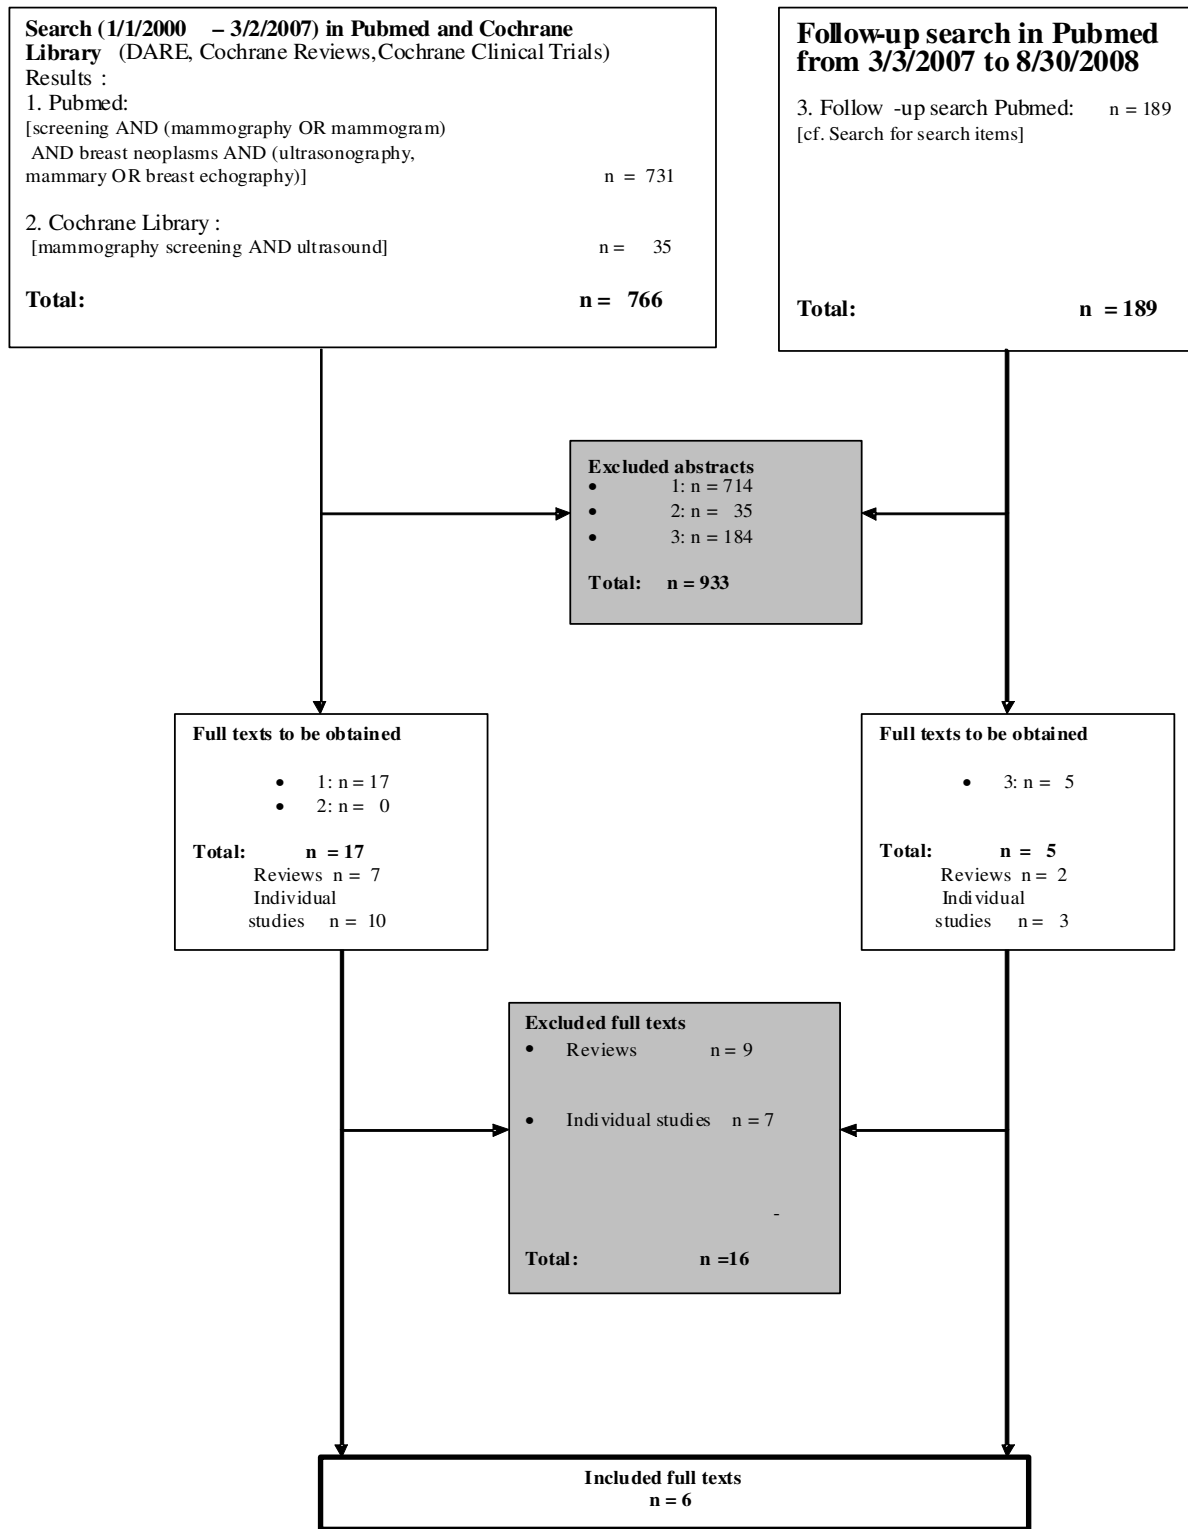 Search (1/1/2000 – 3/2/2007) in Pubmed and Cochrane
Library (DARE, Cochrane Reviews, Cochrane Clinical Trials)
Results :
1. Pubmed:
[screening AND (mammography OR mammogram)
AND breast neoplasms AND (ultrasonography,
mammary OR breast echography)] n = 731
2. Cochrane Library :
[mammography screening AND ultrasound] n = 35
Total: n = 766
Follow-up search in Pubmed
from 3/3/2007 to 8/30/2008
3. Follow -up search Pubmed: n = 189
[cf. Search for search items]
Total: n = 189
Excluded abstracts
• 1: n = 714
• 2: n = 35
• 3: n = 184
Total: n = 933
Full texts to be obtained
• 1: n = 17
• 2: n = 0
Total: n = 17
Reviews n = 7
Individual
studies n = 10
Full texts to be obtained
• 3: n = 5
Total: n = 5
Reviews n = 2
Individual
studies n = 3
Excluded full texts
• Reviews n = 9
• Individual studies n = 7
-
Total: n =16
Included full texts
n = 6